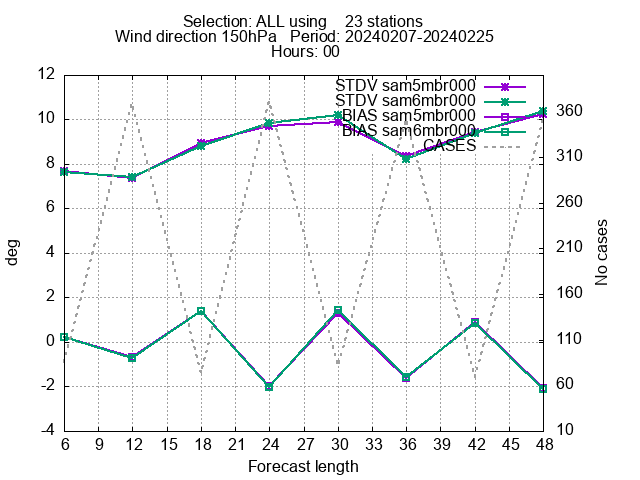 Selection: ALL using    23 stations
Wind direction 150hPa   Period: 20240207-20240225
Hours: 00
STDV sam5mbr000
STDV sam6mbr000
BIAS sam5mbr000
BIAS sam6mbr000
CASES
12
10
8
6
4
2
0
-2
-4
deg
360
310
260
210
160
110
60
10
No cases
6 9 12 15 18 21 24 27 30 33 36 39 42 45 48
Forecast length